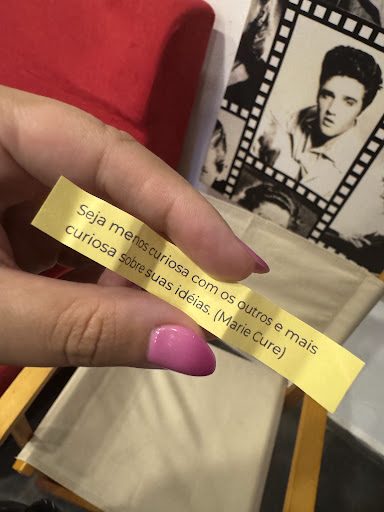 Seja menos curiosa com os outros e mais
curiosa sobre suas idéias, (Marie Cure)